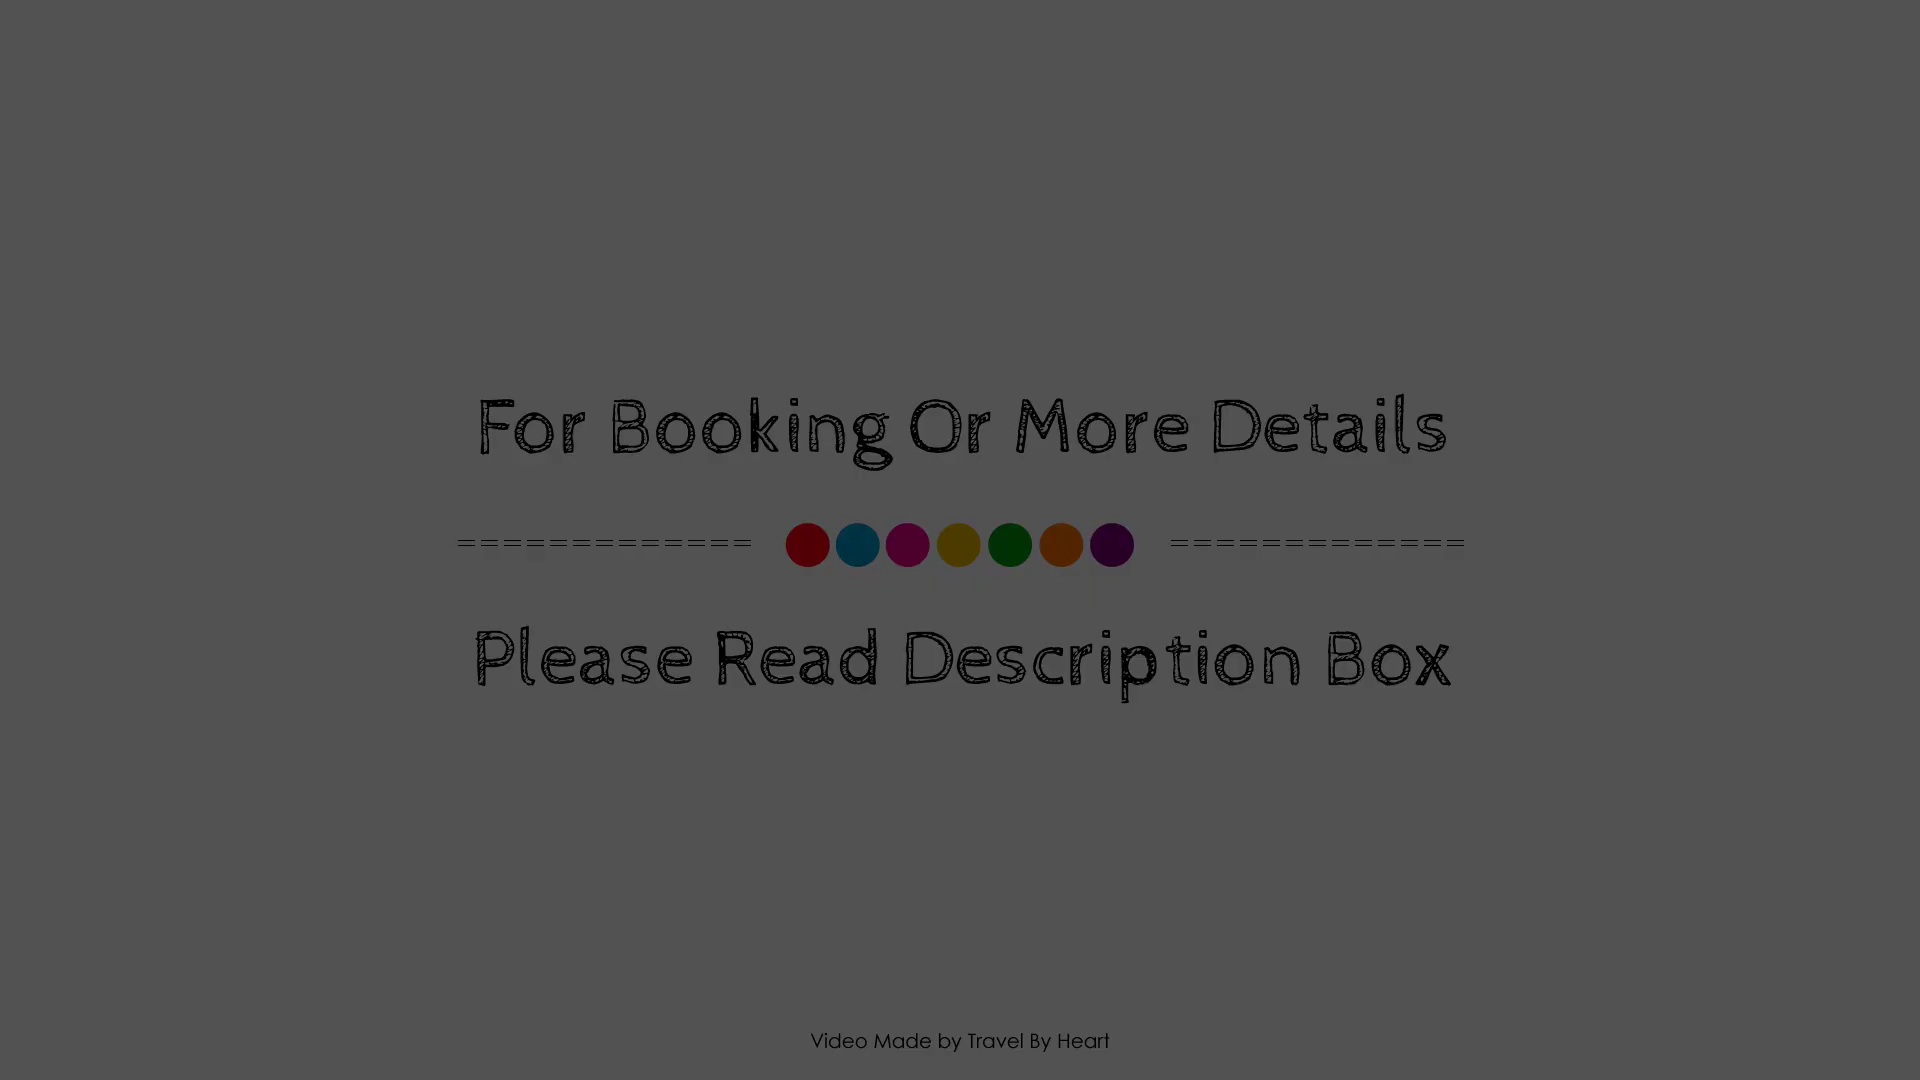 For Booking Or More Details
============= =============
Please Read Description Box
Video Made by Travel By Heart